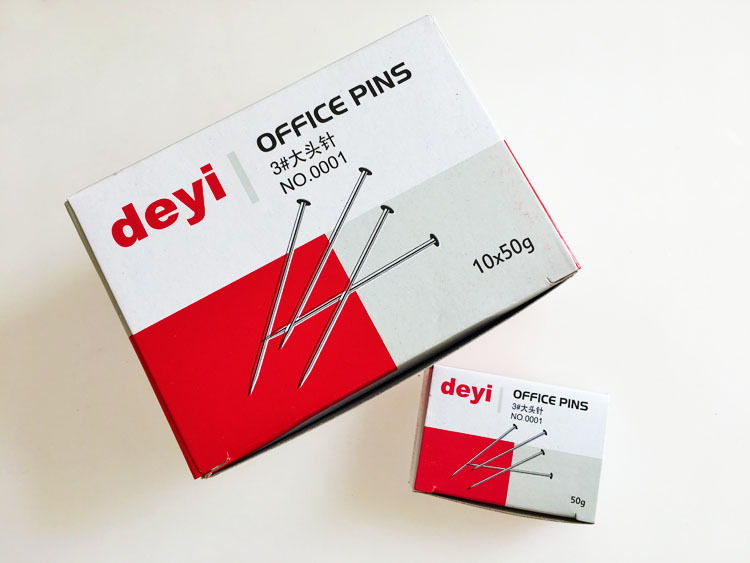 deyi
OFFICE PINS
3#大头针
NO.0001
10x50g
deyi
OFFICE PINS
3#大头针
NO.0001
50g